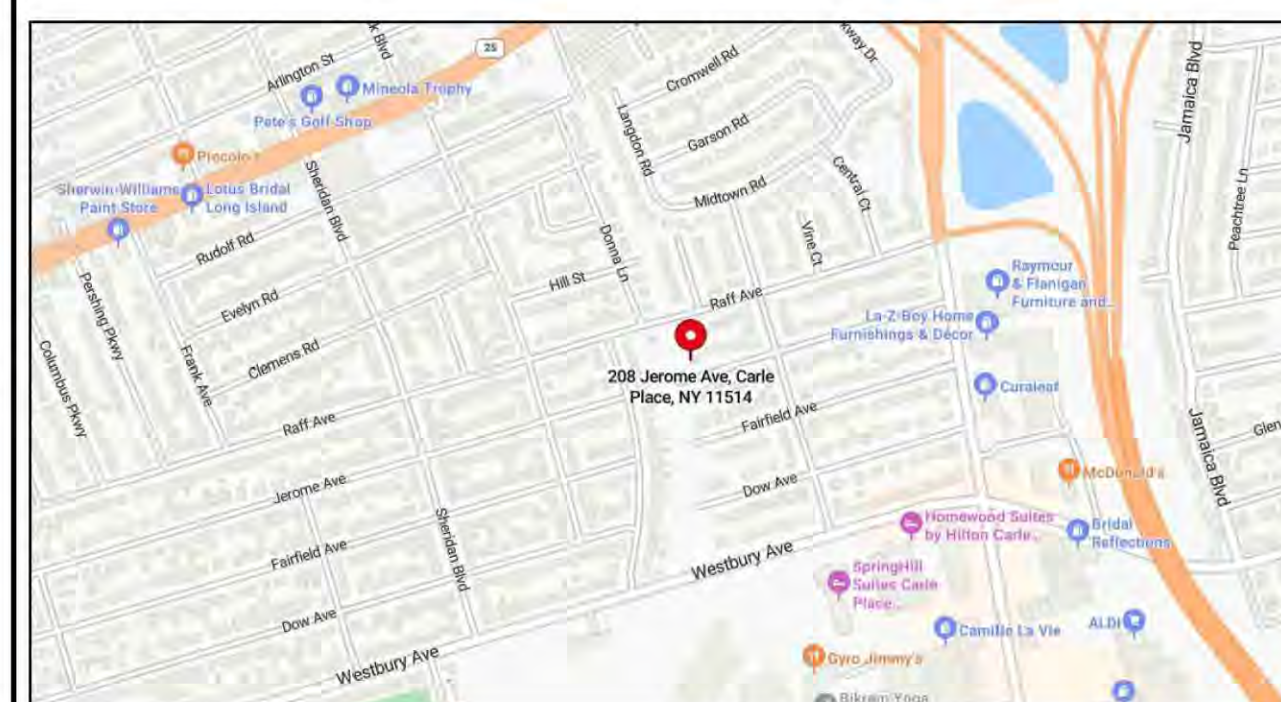 k Blvd
25
Arlington St
Mineola Trophy
Pete's Golf Shop
Piccolo's
Sherwin-Williams
Paint Store
Lotus Bridal
Long Island
Sheridan Blvd
Rudolf Rd
Evelyn Rd
Clemens Rd
Pershing Pkwy
Columbus Pkwy
Frank Ave
Raff Ave
Jerome Ave
Fairfield Ave
Dow Ave
Westbury Ave
Sheridan Blvd
Hill St
Donna Ln
Langdon Rd
Cromwell Rd
Garson Rd
Midtown Rd
kway Dr
Central Ct
Vine Ct
Raff Ave
208 Jerome Ave, Carle
Place, NY 11514
Fairfield Ave
Dow Ave
Westbury Ave
Jamaica Blvd
Peachtree Ln
Raymour
& Flanigan
Furniture and...
La-Z-Boy Home
Furnishings & Décor
Curaleaf
McDonald's
Jamaica Blvd
Glen
Homewood Suites
by Hilton Carle...
Bridal
Reflections
SpringHill
Suites Carle
Place...
Camille La Vie
ALDI
Gyro Jimmy's
Bikram Yoga